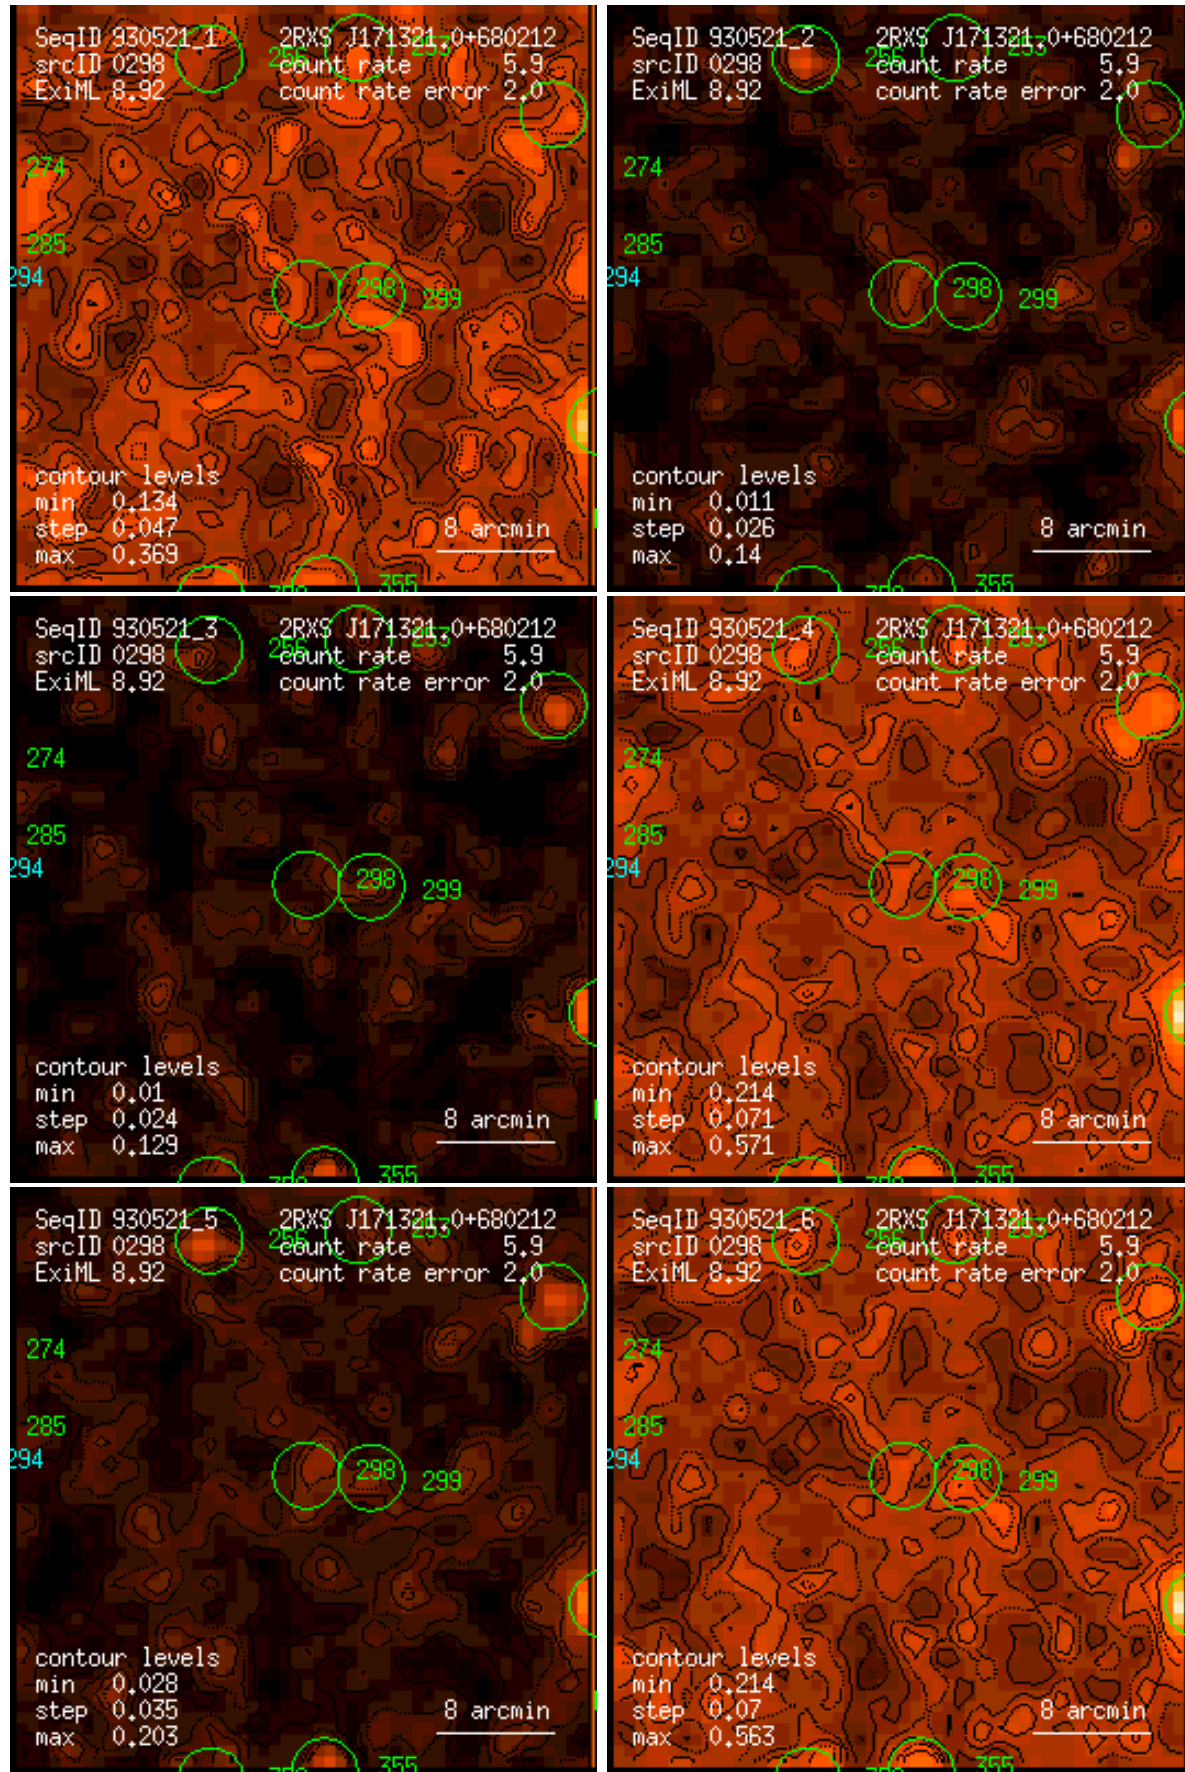 SeqID 930521_1 2RXS J171321.0+680212
srcID 0298 256 count rate 253 5.9
ExiML 8.92 count rate error 2.0
274
285
294
298 299
contour levels
min 0.134
step 0.047 8 arcmin
max 0.369
355
SeqID 930521_2 2RXS J171321.0+680212
srcID 0298 256 count rate 253 5.9
ExiML 8.92 count rate error 2.0
274
285
294
298 299
contour levels
min 0.011
step 0.026 8 arcmin
max 0.14
355
SeqID 930521_3 2RXS J171321.0+680212
srcID 0298 256 count rate 253 5.9
ExiML 8.92 count rate error 2.0
274
285
294
298 299
contour levels
min 0.01
step 0.024 8 arcmin
max 0.129
355
SeqID 930521_4 2RXS J171321.0+680212
srcID 0298 256 count rate 253 5.9
ExiML 8.92 count rate error 2.0
274
285
294
298 299
contour levels
min 0.214
step 0.071 8 arcmin
max 0.571
355
SeqID 930521_5 2RXS J171321.0+680212
srcID 0298 256 count rate 253 5.9
ExiML 8.92 count rate error 2.0
274
285
294
298 299
contour levels
min 0.028
step 0.035 8 arcmin
max 0.203
355
SeqID 930521_6 2RXS J171321.0+680212
srcID 0298 256 count rate 253 5.9
ExiML 8.92 count rate error 2.0
274
285
294
298 299
contour levels
min 0.214
step 0.07 8 arcmin
max 0.563
355